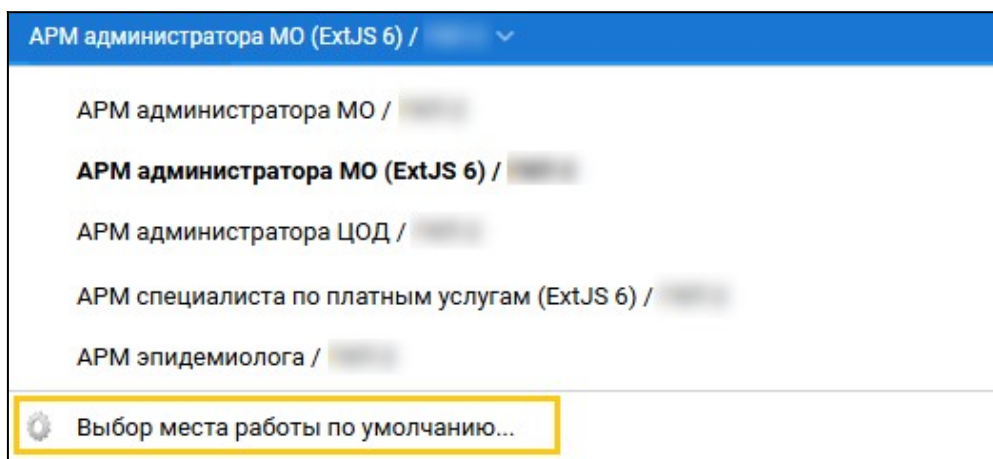 АРМ администратора МО (ExtJS 6) /
АРМ администратора МО /
АРМ администратора МО (ExtJS 6) /
АРМ администратора ЦОД /
АРМ специалиста по платным услугам (ExtJS 6) /
АРМ эпидемиолога /
Выбор места работы по умолчанию...